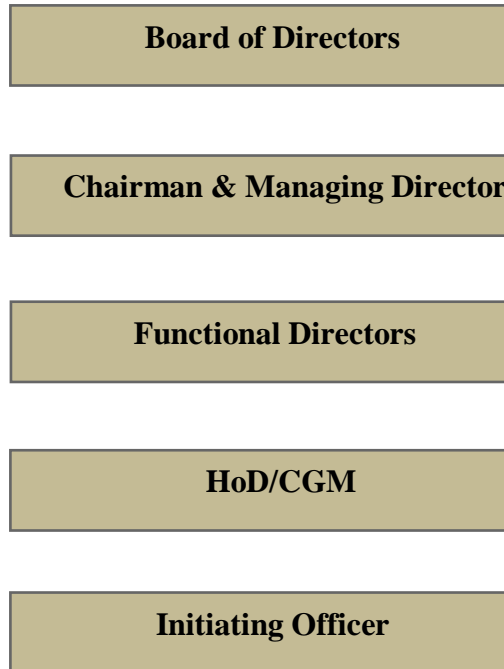 Board of Directors
Chairman & Managing Director
Functional Directors
HoD/CGM
Initiating Officer